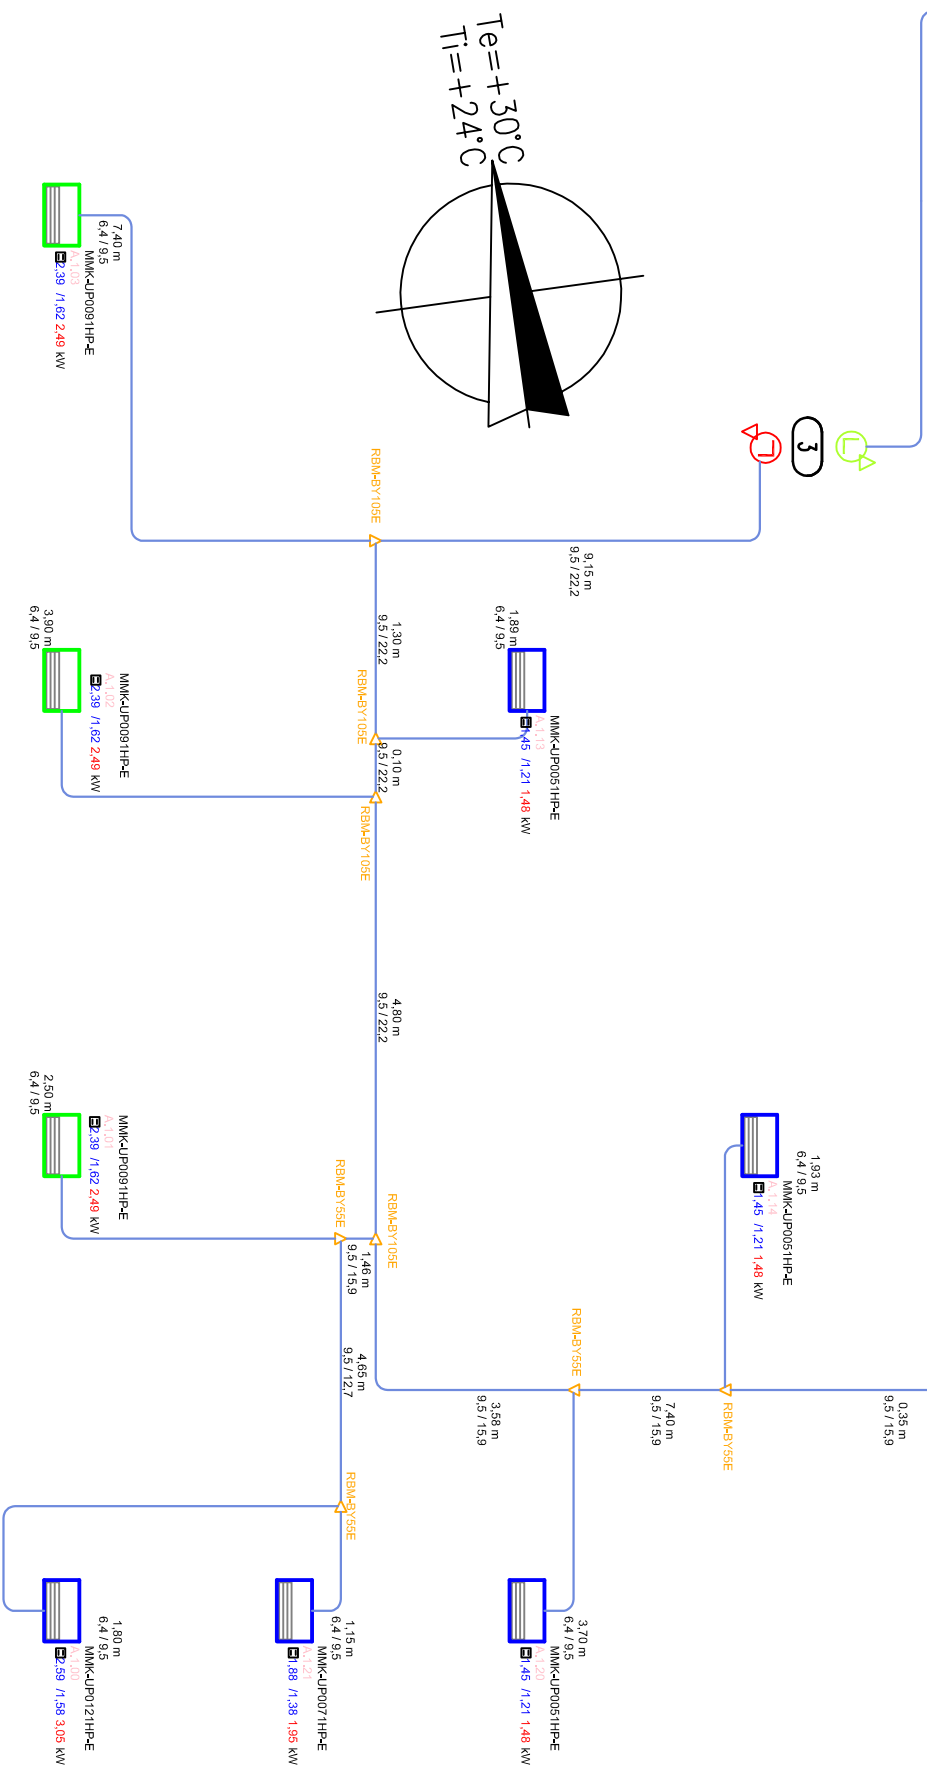 Te=+30°C
Ti=+24°C
7,40 m
6,4 / 9,5
MMK-UP0091HP-E
A.1.03
2,39 /1,62 2,49 kW
3
RBM-BY105E
9,15 m
9,5 / 22,2
1,30 m
9,5 / 22,2
1,89 m
6,4 / 9,5
MMK-UP0051HP-E
A.1.13
1,45 /1,21 1,48 kW
3,90 m
6,4 / 9,5
MMK-UP0091HP-E
A.1.02
2,39 /1,62 2,49 kW
RBM-BY105E
0,10 m
9,5 / 22,2
RBM-BY105E
4,80 m
9,5 / 22,2
2,50 m
6,4 / 9,5
MMK-UP0091HP-E
A.1.01
2,39 /1,62 2,49 kW
1,93 m
6,4 / 9,5
MMK-UP0051HP-E
A.1.14
1,45 /1,21 1,48 kW
RBM-BY55E
RBM-BY105E
1,46 m
9,5 / 15,9
4,65 m
9,5 / 12,7
RBM-BY55E
3,58 m
9,5 / 15,9
7,40 m
9,5 / 15,9
RBM-BY55E
0,35 m
9,5 / 15,9
RBM-BY55E
1,80 m
6,4 / 9,5
MMK-UP0121HP-E
A.1.00
2,59 /1,58 3,05 kW
1,15 m
6,4 / 9,5
MMK-UP0071HP-E
A.1.21
1,88 /1,38 1,95 kW
3,70 m
6,4 / 9,5
MMK-UP0051HP-E
A.1.20
1,45 /1,21 1,48 kW